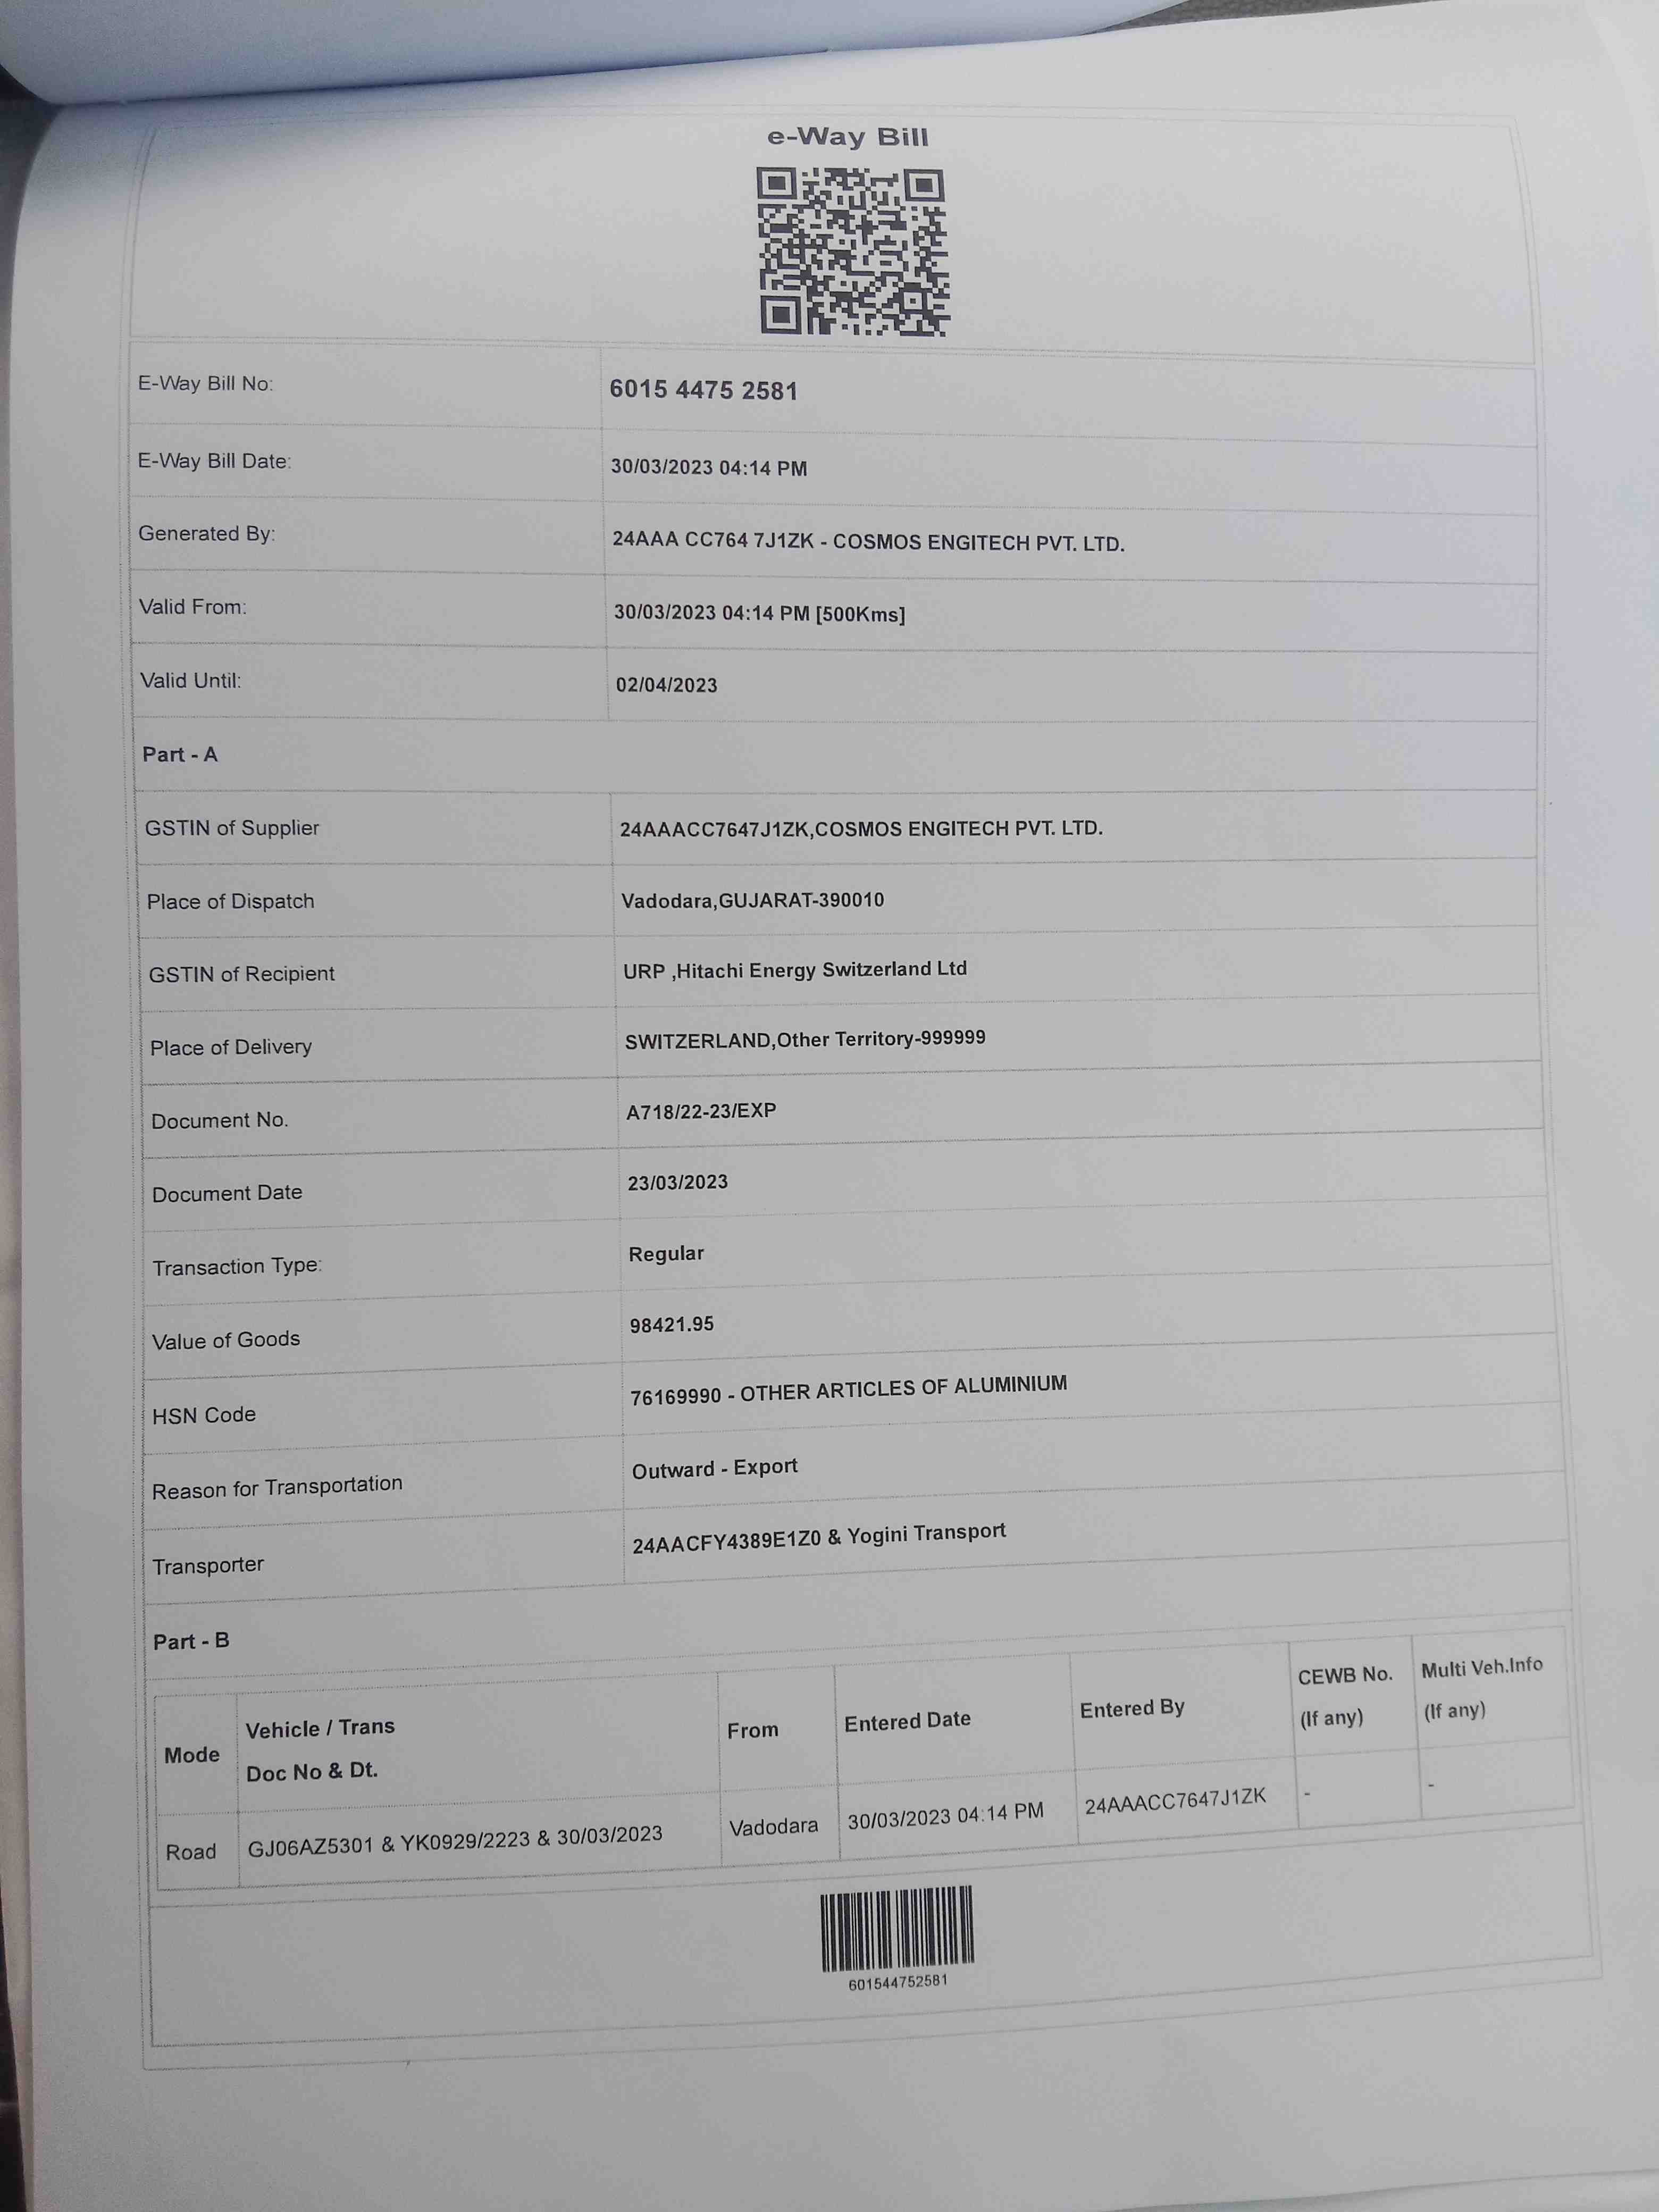 e-Way Bill
E-Way Bill No: 6015 4475 2581
E-Way Bill Date: 30/03/2023 04:14 PM
Generated By: 24AAA CC764 7J1ZK - COSMOS ENGITECH PVT. LTD.
Valid From: 30/03/2023 04:14 PM [500Kms]
Valid Until: 02/04/2023
Part - A
GSTIN of Supplier 24AAACC7647J1ZK,COSMOS ENGITECH PVT. LTD.
Place of Dispatch Vadodara,GUJARAT-390010
GSTIN of Recipient URP ,Hitachi Energy Switzerland Ltd
Place of Delivery SWITZERLAND,Other Territory-999999
Document No. A718/22-23/EXP
Document Date 23/03/2023
Transaction Type: Regular
Value of Goods 98421.95
HSN Code 76169990 - OTHER ARTICLES OF ALUMINIUM
Reason for Transportation Outward - Export
Transporter 24AACFY4389E1Z0 & Yogini Transport
Part - B
Mode Vehicle / Trans Doc No & Dt. From Entered Date Entered By CEWB No. (If any) Multi Veh.Info (If any)
Road GJ06AZ5301 & YK0929/2223 & 30/03/2023 Vadodara 30/03/2023 04:14 PM 24AAACC7647J1ZK - -
601544752581